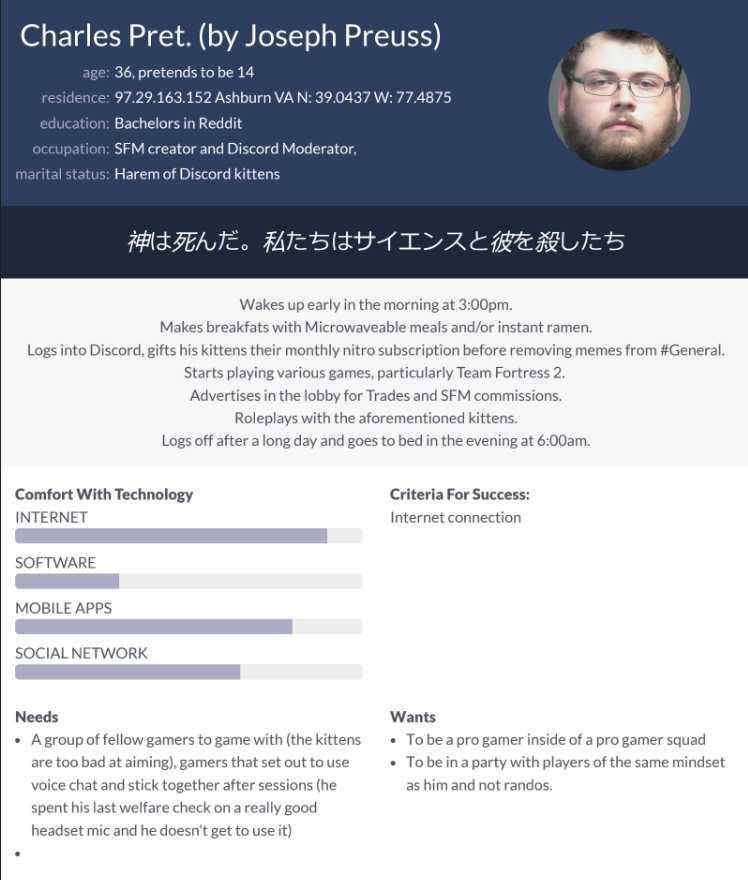 Charles Pret. (by Joseph Preuss)
age: 36, pretends to be 14
residence: 97.29.163.152 Ashburn VA N: 39.0437 W: 77.4875
education: Bachelors in Reddit
occupation: SFM creator and Discord Moderator,
marital status: Harem of Discord kittens
神は死んだ。私たちはサイエンスと彼を殺したち
Wakes up early in the morning at 3:00pm.
Makes breakfats with Microwaveable meals and/or instant ramen.
Logs into Discord, gifts his kittens their monthly nitro subscription before removing memes from #General.
Starts playing various games, particularly Team Fortress 2.
Advertises in the lobby for Trades and SFM commissions.
Roleplays with the aforementioned kittens.
Logs off after a long day and goes to bed in the evening at 6:00am.
Comfort With Technology
INTERNET
SOFTWARE
MOBILE APPS
SOCIAL NETWORK
Criteria For Success:
Internet connection
Needs
• A group of fellow gamers to game with (the kittens
are too bad at aiming), gamers that set out to use
voice chat and stick together after sessions (he
spent his last welfare check on a really good
headset mic and he doesn't get to use it)
•
Wants
• To be a pro gamer inside of a pro gamer squad
• To be in a party with players of the same mindset
as him and not randos.